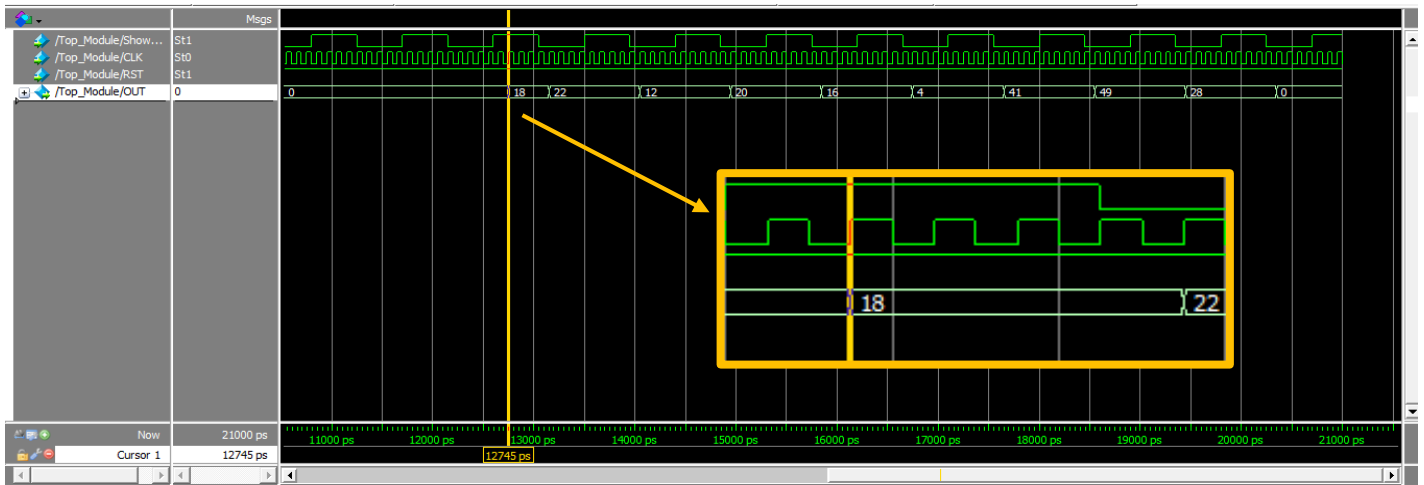 Msgs
/Top_Module/Show... St1
/Top_Module/CLK St0
/Top_Module/RST St1
/Top_Module/OUT 0 0 18 22 12 20 16 4 41 49 28 0
18 22
Now 21000 ps 11000 ps 12000 ps 13000 ps 14000 ps 15000 ps 16000 ps 17000 ps 18000 ps 19000 ps 20000 ps 21000 ps
Cursor 1 12745 ps 12745 ps